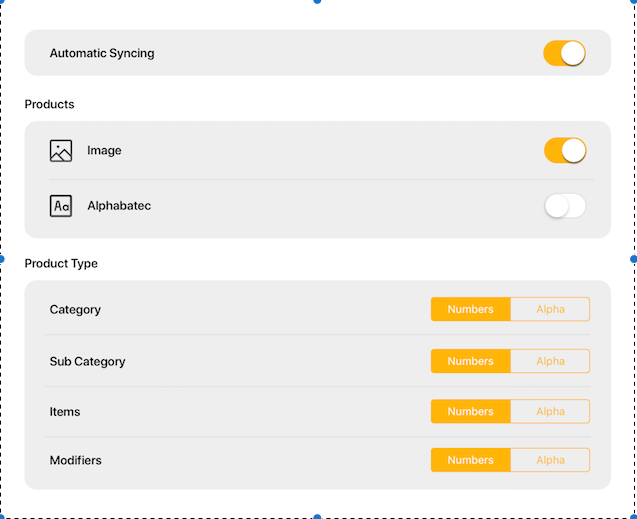 Automatic Syncing
Products
Image
Aa Alphabatec
Product Type
Category Numbers Alpha
Sub Category Numbers Alpha
Items Numbers Alpha
Modifiers Numbers Alpha